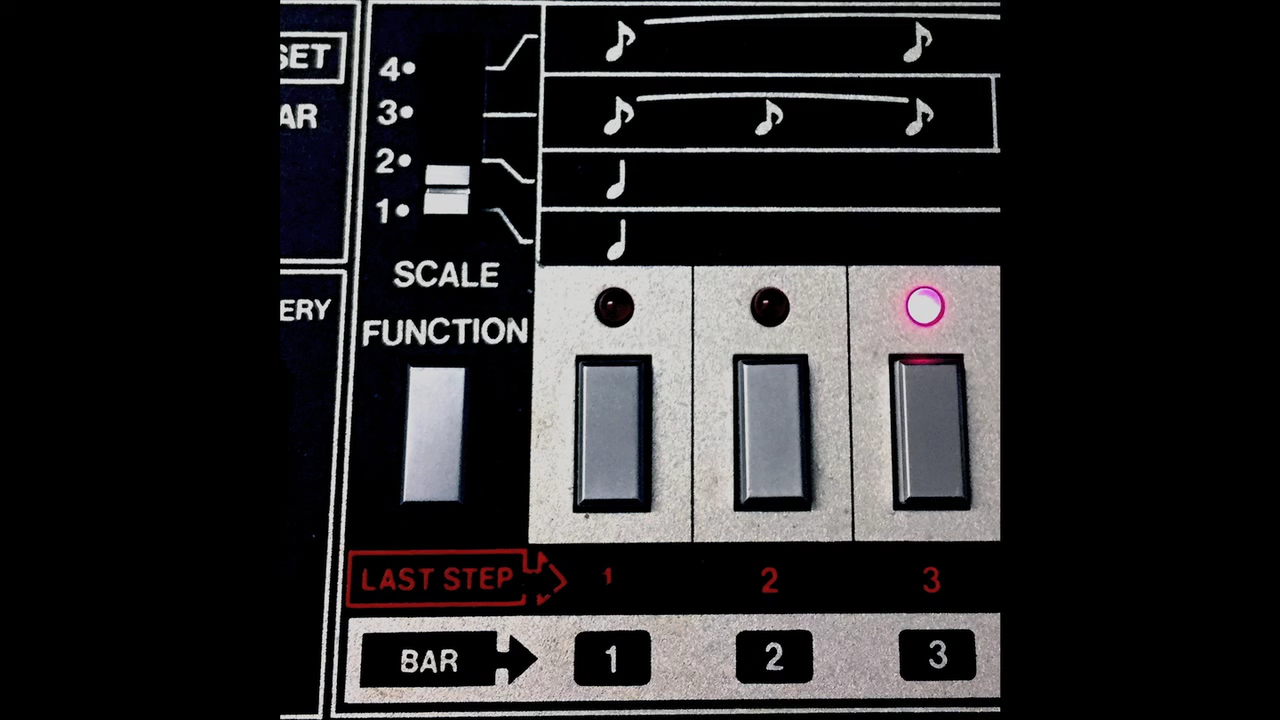 SET
AR
ERY
4
3
2
1
SCALE
FUNCTION
LAST STEP 1 2 3
BAR 1 2 3